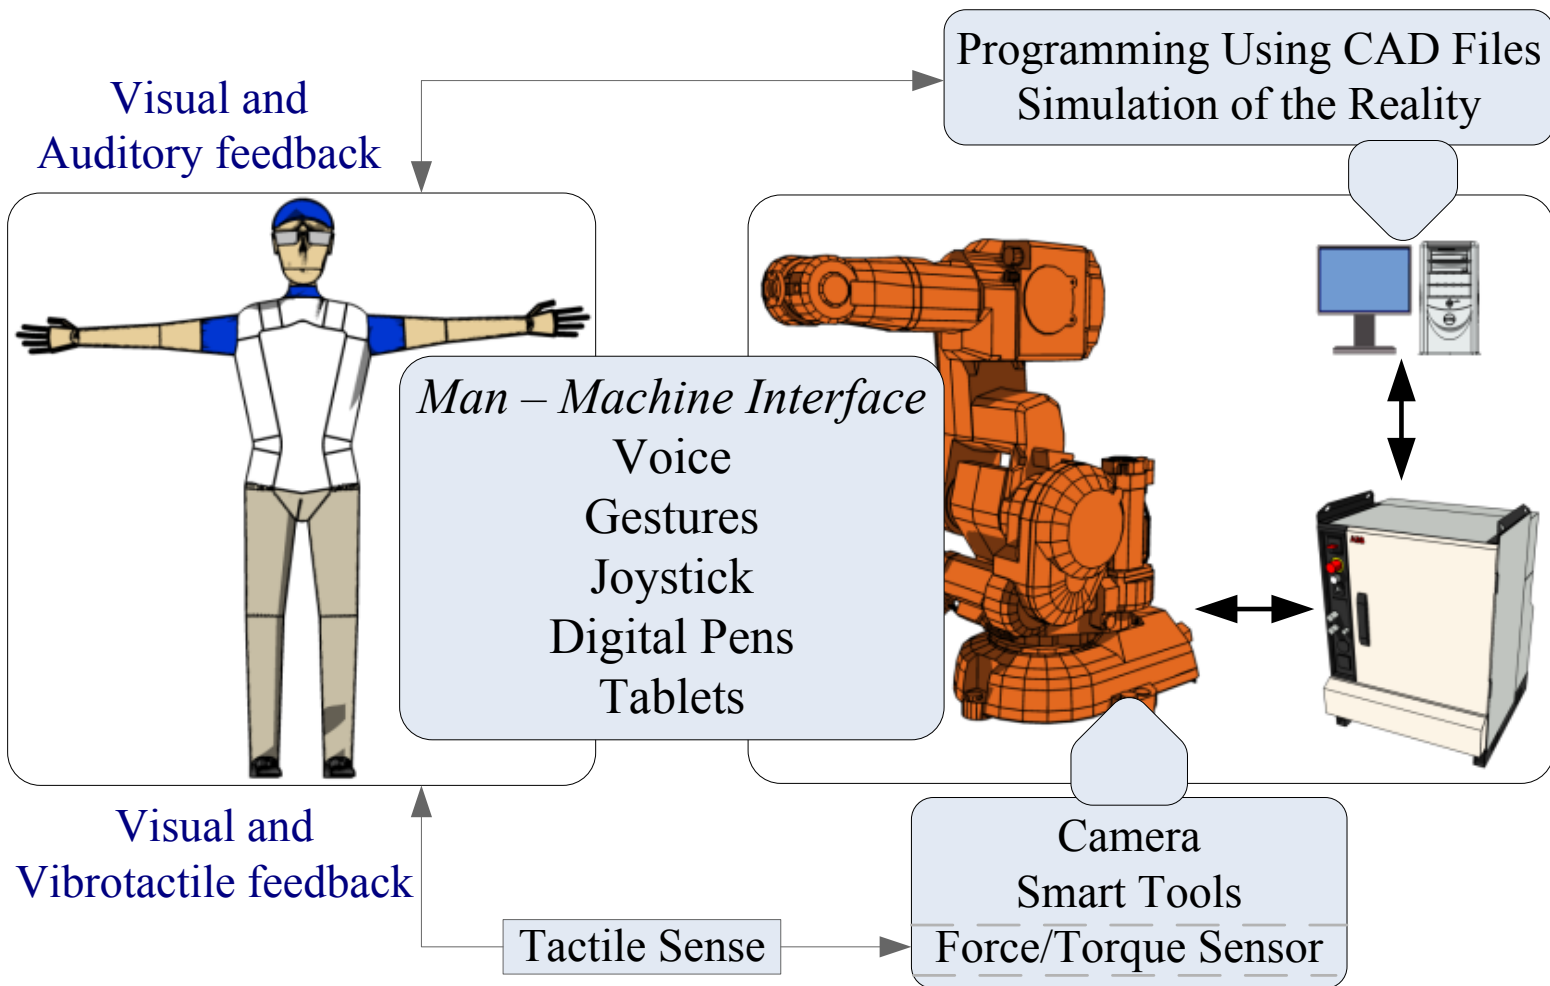 Programming Using CAD Files
Simulation of the Reality
Visual and
Auditory feedback
Man – Machine Interface
Voice
Gestures
Joystick
Digital Pens
Tablets
ABB
Visual and
Vibrotactile feedback
Camera
Smart Tools
Force/Torque Sensor
Tactile Sense